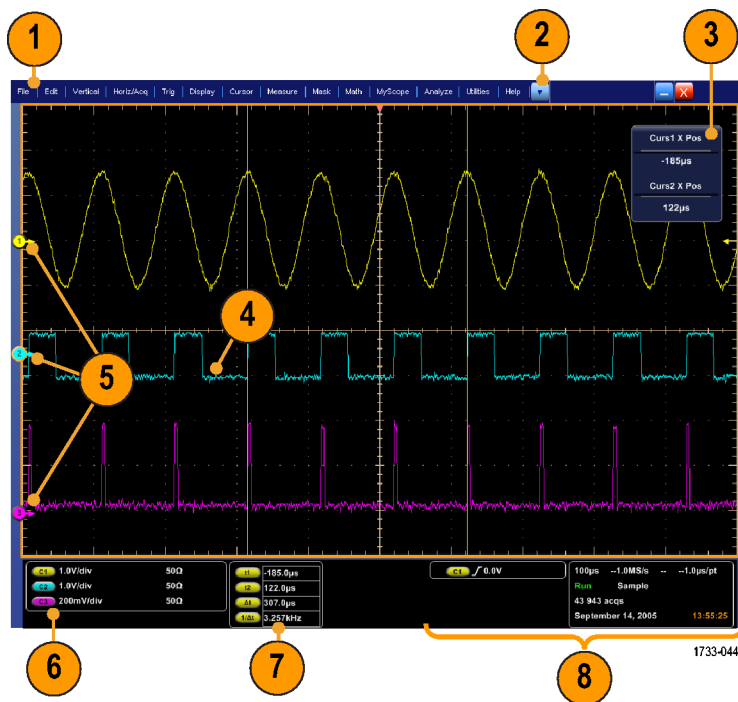 1
2
3
File Edit Vertical Horiz/Acq Trig Display Cursor Measure Mask Math MyScope Analyze Utilities Help
X
Curs1 X Pos
-185µs
Curs2 X Pos
122µs
1
4
2
5
3
C1 1.0V/div 50Ω
C2 1.0V/div 50Ω
C3 200mV/div 50Ω
t1 -185.0µs
t2 122.0µs
Δt 307.0µs
1/Δt 3.257kHz
C1 0.0V
100µs --1.0MS/s -- --1.0µs/pt
Run Sample
43 943 acqs
September 14, 2005 13:55:25
6
7
8
1733-044